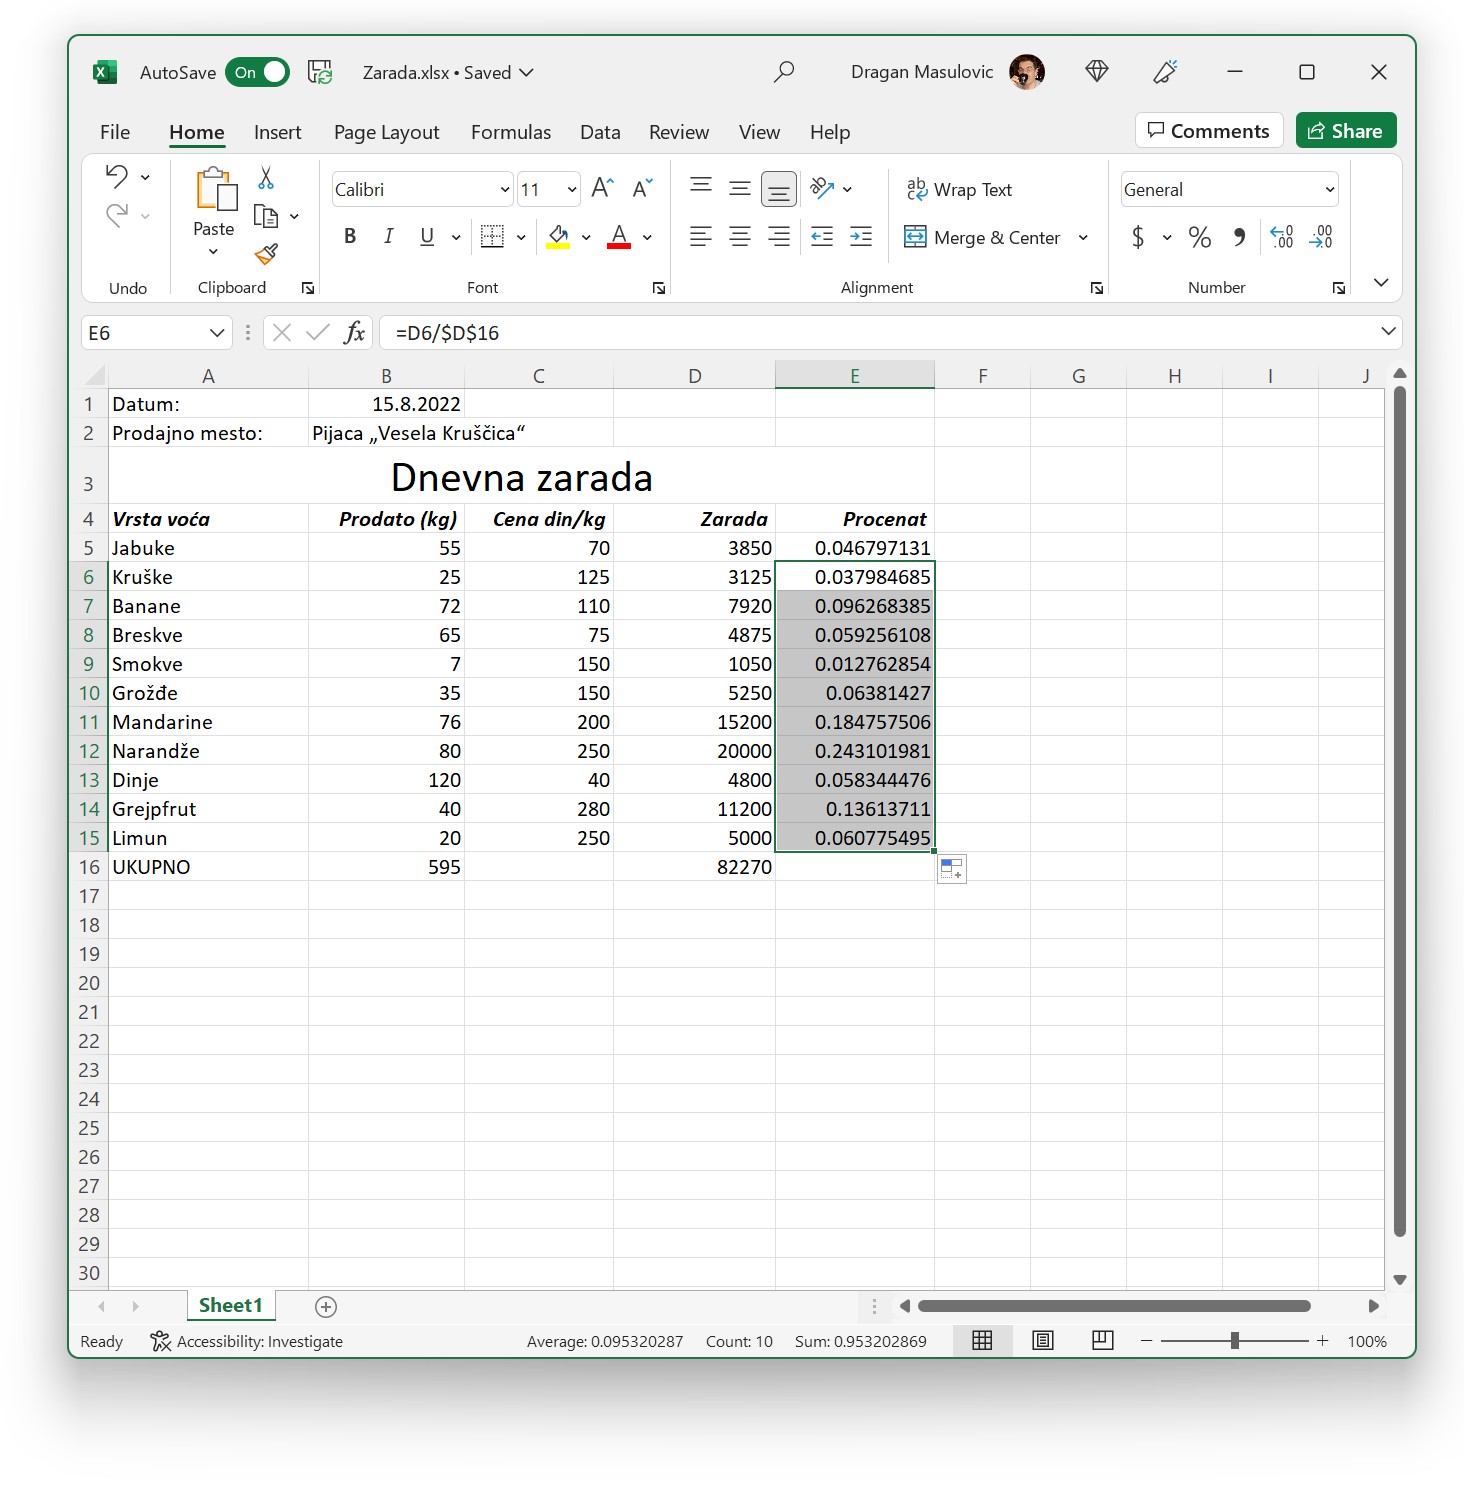 AutoSave On Zarada.xlsx • Saved Dragan Masulovic
File Home Insert Page Layout Formulas Data Review View Help Comments Share
Calibri 11 A A ab Wrap Text General
Paste B I U A Merge & Center $ % , .00 .00
Undo Clipboard Font Alignment Number
E6 fx =D6/$D$16
A B C D E F G H I J
1 Datum: 15.8.2022
2 Prodajno mesto: Pijaca „Vesela Kruščica“
3 Dnevna zarada
4 Vrsta voća Prodato (kg) Cena din/kg Zarada Procenat
5 Jabuke 55 70 3850 0.046797131
6 Kruške 25 125 3125 0.037984685
7 Banane 72 110 7920 0.096268385
8 Breskve 65 75 4875 0.059256108
9 Smokve 7 150 1050 0.012762854
10 Grožđe 35 150 5250 0.06381427
11 Mandarine 76 200 15200 0.184757506
12 Narandže 80 250 20000 0.243101981
13 Dinje 120 40 4800 0.058344476
14 Grejpfrut 40 280 11200 0.13613711
15 Limun 20 250 5000 0.060775495
16 UKUPNO 595 82270
17
18
19
20
21
22
23
24
25
26
27
28
29
30
Sheet1
Ready Accessibility: Investigate Average: 0.095320287 Count: 10 Sum: 0.953202869 100%